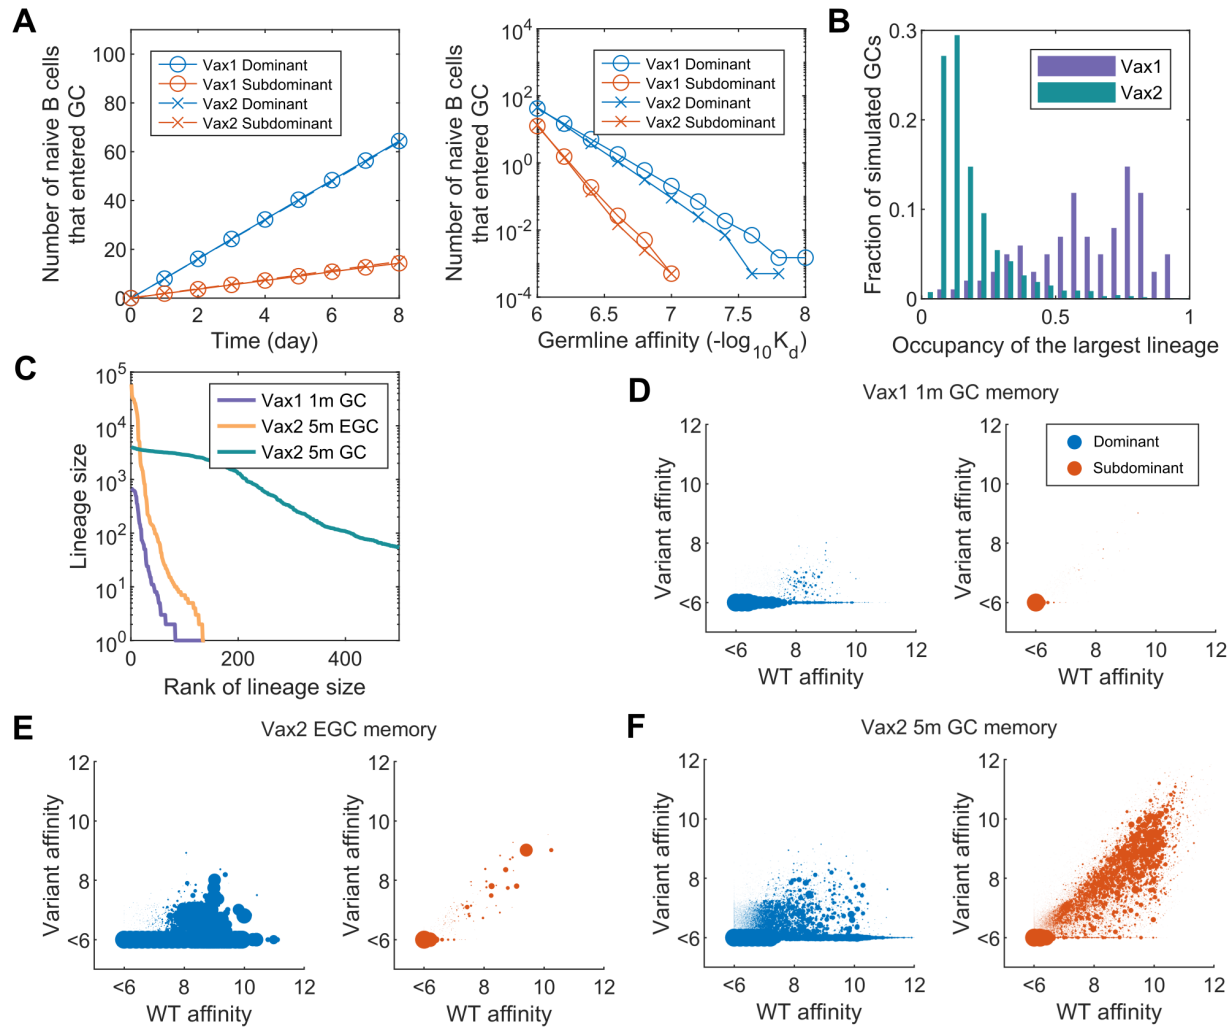 A
Number of naive B cells
that entered GC
100
80
60
40
20
0
0
2
4
6
8
Time (day)
Vax1 Dominant
Vax1 Subdominant
Vax2 Dominant
Vax2 Subdominant
Number of naive B cells
that entered GC
10^4
10^2
10^0
10^-2
10^-4
6
6.5
7
7.5
8
Germline affinity (-log10Kd)
Vax1 Dominant
Vax1 Subdominant
Vax2 Dominant
Vax2 Subdominant
B
Fraction of simulated GCs
0.3
0.2
0.1
0
0
0.5
1
Occupancy of the largest lineage
Vax1
Vax2
C
Lineage size
10^5
10^4
10^3
10^2
10^1
10^0
0
200
400
Rank of lineage size
Vax1 1m GC
Vax2 5m EGC
Vax2 5m GC
D
Vax1 1m GC memory
Variant affinity
12
10
8
<6
<6
8
10
12
WT affinity
Variant affinity
12
10
8
<6
<6
8
10
12
WT affinity
Dominant
Subdominant
E
Vax2 EGC memory
Variant affinity
12
10
8
<6
<6
8
10
12
WT affinity
Variant affinity
12
10
8
<6
<6
8
10
12
WT affinity
F
Vax2 5m GC memory
Variant affinity
12
10
8
<6
<6
8
10
12
WT affinity
Variant affinity
12
10
8
<6
<6
8
10
12
WT affinity